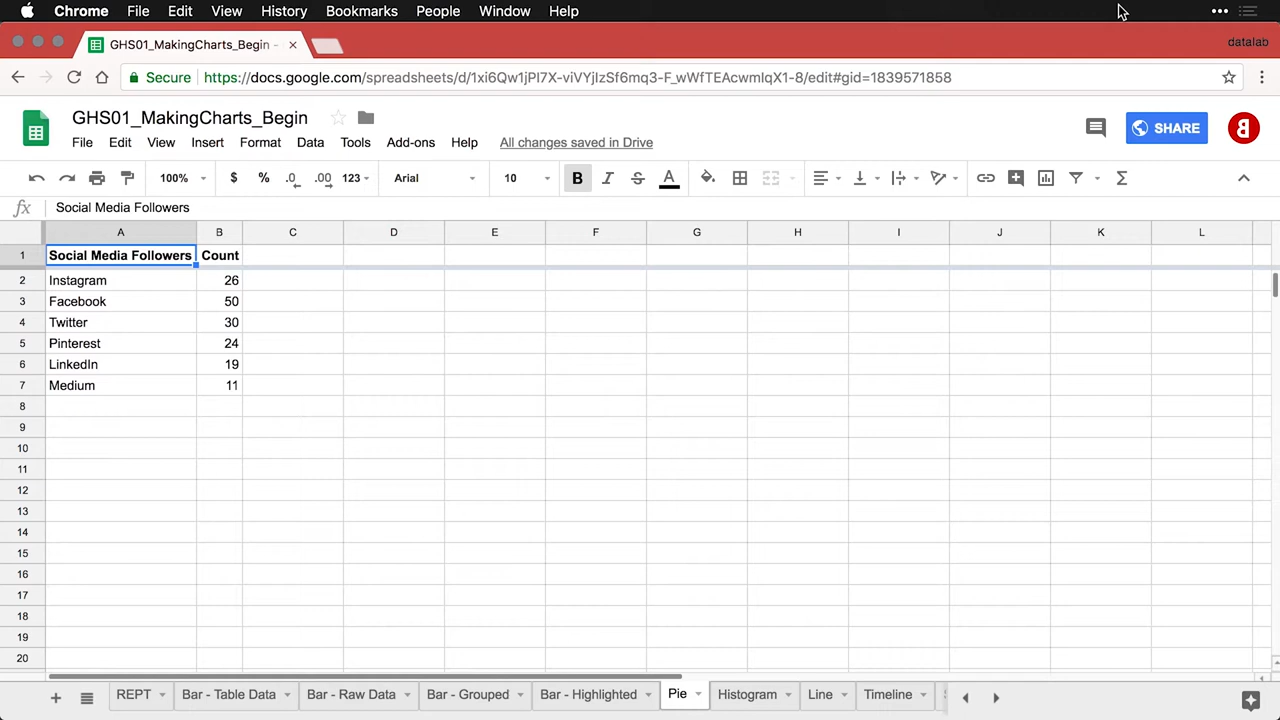 Chrome File Edit View History Bookmarks People Window Help
GHS01_MakingCharts_Begin - datalab
Secure https://docs.google.com/spreadsheets/d/1xi6Qw1jPl7X-viVYjIzSf6mq3-F_wWfTEAcwmIqX1-8/edit#gid=1839571858
GHS01_MakingCharts_Begin
SHARE
File Edit View Insert Format Data Tools Add-ons Help All changes saved in Drive
100% $ % .0 .00 123 Arial 10 B I S A Σ
fx Social Media Followers
A B C D E F G H I J K L
1 Social Media Followers Count
2 Instagram 26
3 Facebook 50
4 Twitter 30
5 Pinterest 24
6 LinkedIn 19
7 Medium 11
8
9
10
11
12
13
14
15
16
17
18
19
20
REPT Bar - Table Data Bar - Raw Data Bar - Grouped Bar - Highlighted Pie Histogram Line Timeline